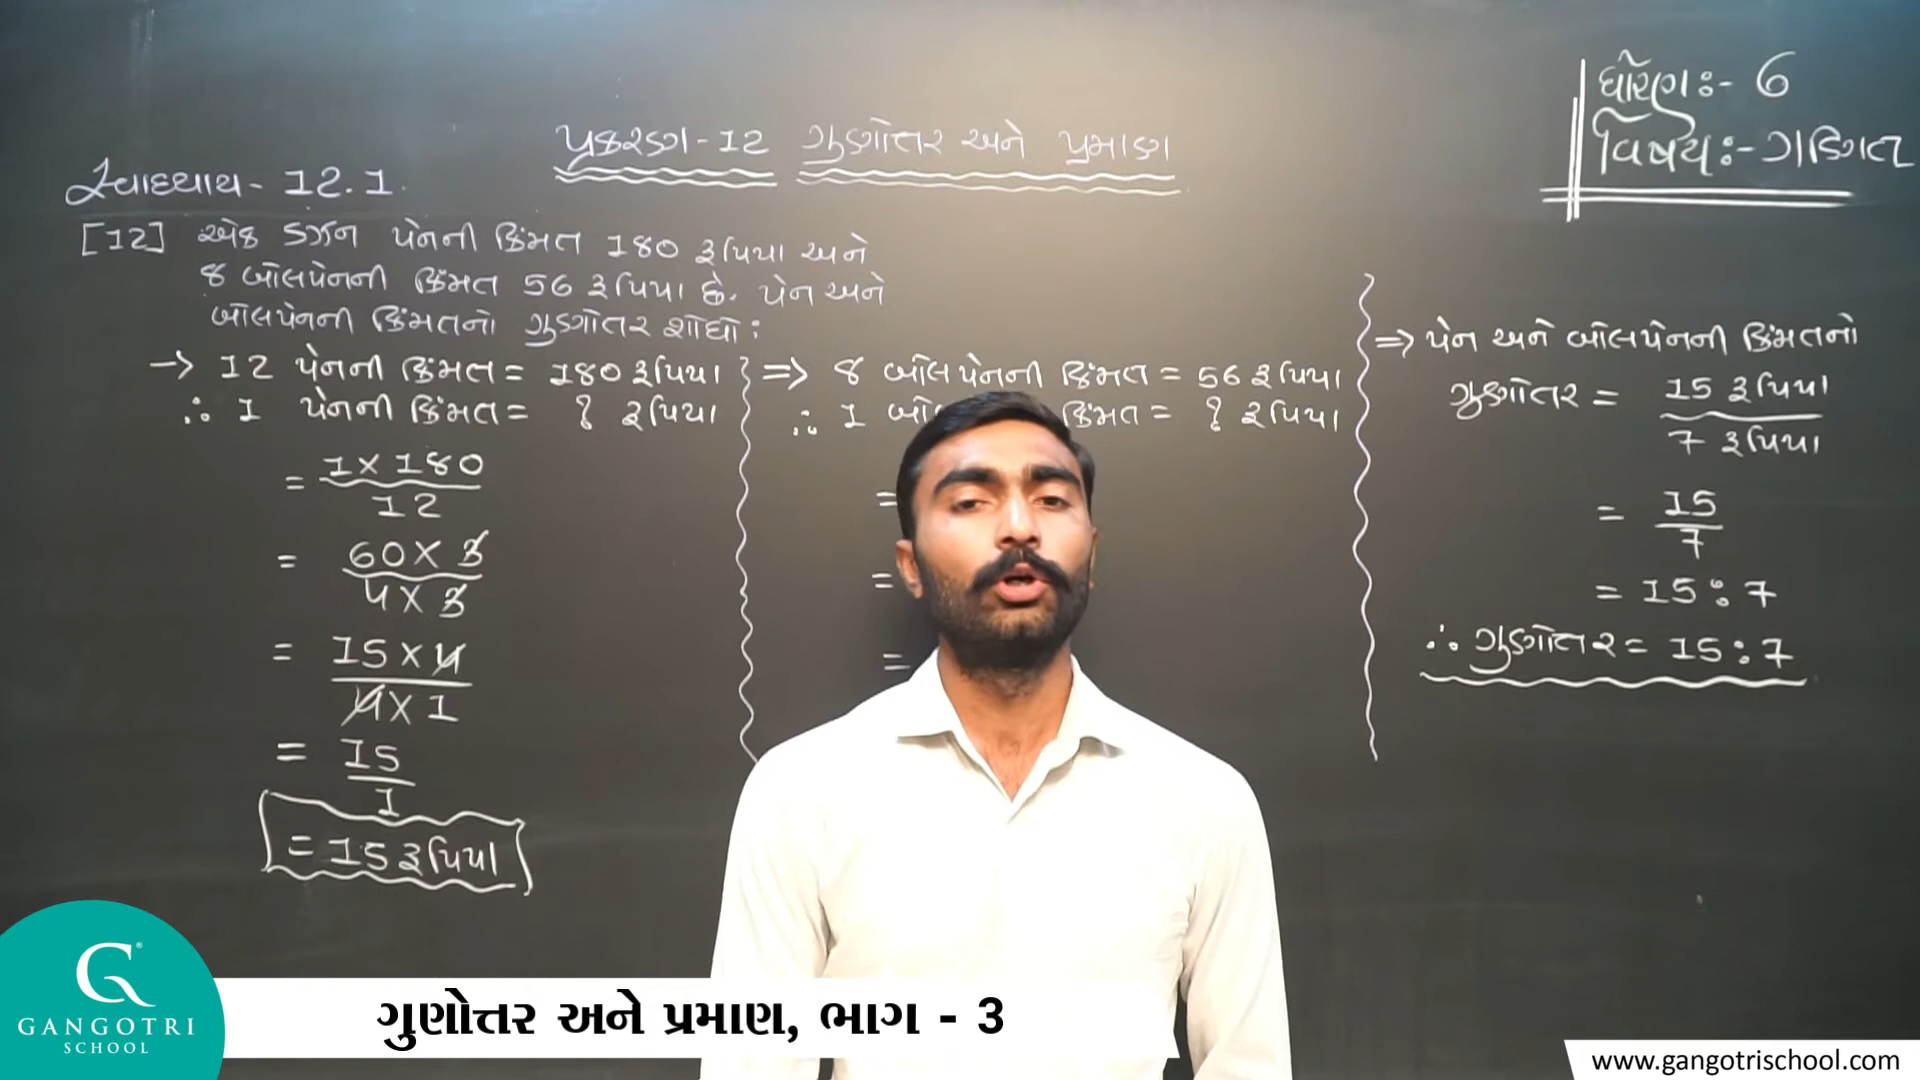 ધોરણ :- 6
વિષય :- ગણિત
પ્રકરણ - 12 ગુણોત્તર અને પ્રમાણ
સ્વાધ્યાય - 12.1
[12] એક ડઝન પેનની કિંમત 180 રૂપિયા અને
8 બૉલપેનની કિંમત 56 રૂપિયા છે. પેન અને
બૉલપેનની કિંમતનો ગુણોતર શોધો :
→ 12 પેનની કિંમત = 180 રૂપિયા
∴ 1 પેનની કિંમત = ? રૂપિયા
= 1 × 180 / 12
= 60 × 3 / 4 × 3
= 15 × 4 / 4 × 1
= 15 / 1
= 15 રૂપિયા
⇒ 8 બૉલપેનની કિંમત = 56 રૂપિયા
∴ 1 બૉ કિંમત = ? રૂપિયા
=
=
=
⇒ પેન અને બૉલપેનની કિંમતનો
ગુણોતર = 15 રૂપિયા / 7 રૂપિયા
= 15 / 7
= 15 : 7
∴ ગુણોતર = 15 : 7
G®
GANGOTRI
SCHOOL
ગુણોત્તર અને પ્રમાણ, ભાગ - 3
www.gangotrischool.com